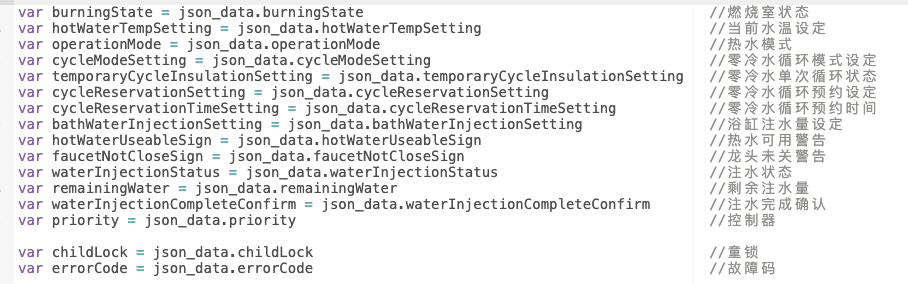 var burningState = json_data.burningState //燃烧室状态
var hotWaterTempSetting = json_data.hotWaterTempSetting //当前水温设定
var operationMode = json_data.operationMode //热水模式
var cycleModeSetting = json_data.cycleModeSetting //零冷水循环模式设定
var temporaryCycleInsulationSetting = json_data.temporaryCycleInsulationSetting //零冷水单次循环状态
var cycleReservationSetting = json_data.cycleReservationSetting //零冷水循环预约设定
var cycleReservationTimeSetting = json_data.cycleReservationTimeSetting //零冷水循环预约时间
var bathWaterInjectionSetting = json_data.bathWaterInjectionSetting //浴缸注水量设定
var hotWaterUseableSign = json_data.hotWaterUseableSign //热水可用警告
var faucetNotCloseSign = json_data.faucetNotCloseSign //龙头未关警告
var waterInjectionStatus = json_data.waterInjectionStatus //注水状态
var remainingWater = json_data.remainingWater //剩余注水量
var waterInjectionCompleteConfirm = json_data.waterInjectionCompleteConfirm //注水完成确认
var priority = json_data.priority //控制器
var childLock = json_data.childLock //童锁
var errorCode = json_data.errorCode //故障码